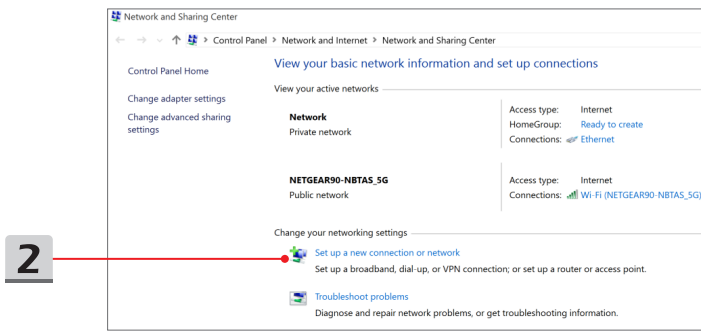 Network and Sharing Center
Control Panel > Network and Internet > Network and Sharing Center
Control Panel Home
Change adapter settings
Change advanced sharing
settings
View your basic network information and set up connections
View your active networks
Network
Private network
Access type: Internet
HomeGroup: Ready to create
Connections: Ethernet
NETGEAR90-NBTAS_5G
Public network
Access type: Internet
Connections: Wi-Fi (NETGEAR90-NBTAS_5G)
Change your networking settings
2
Set up a new connection or network
Set up a broadband, dial-up, or VPN connection; or set up a router or access point.
Troubleshoot problems
Diagnose and repair network problems, or get troubleshooting information.